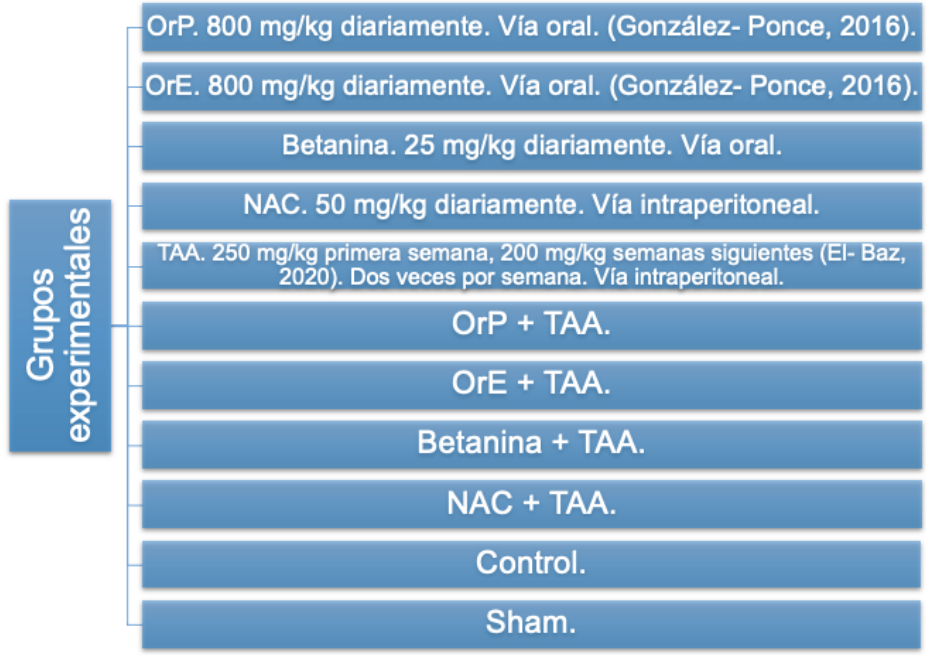 Grupos
experimentales
OrP. 800 mg/kg diariamente. Vía oral. (González- Ponce, 2016).
OrE. 800 mg/kg diariamente. Vía oral. (González- Ponce, 2016).
Betanina. 25 mg/kg diariamente. Vía oral.
NAC. 50 mg/kg diariamente. Vía intraperitoneal.
TAA. 250 mg/kg primera semana, 200 mg/kg semanas siguientes (El- Baz,
2020). Dos veces por semana. Vía intraperitoneal.
OrP + TAA.
OrE + TAA.
Betanina + TAA.
NAC + TAA.
Control.
Sham.